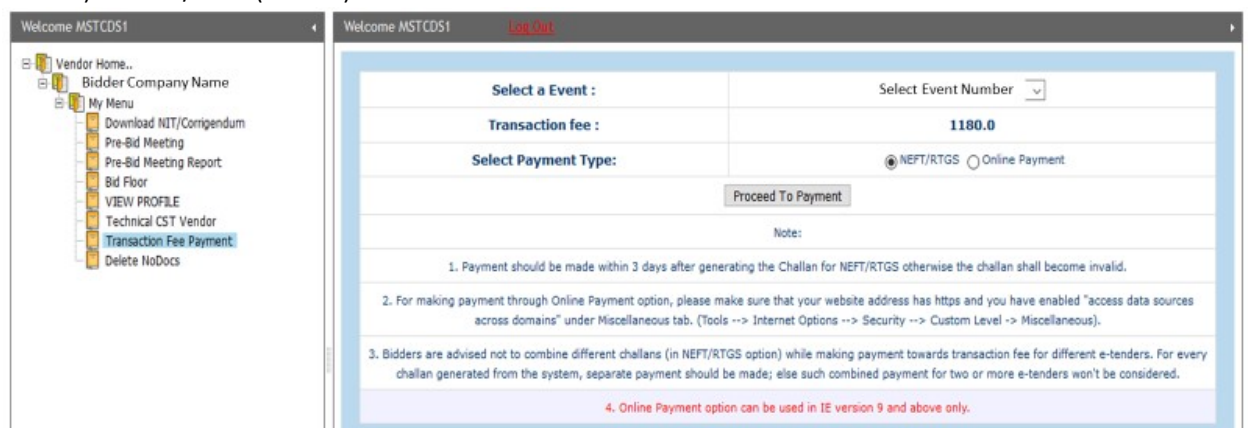 Welcome MSTCDS1
Vendor Home..
Bidder Company Name
My Menu
Download NIT/Corrigendum
Pre-Bid Meeting
Pre-Bid Meeting Report
Bid Floor
VIEW PROFILE
Technical CST Vendor
Transaction Fee Payment
Delete NoDocs
Welcome MSTCDS1 Log Out
Select a Event : Select Event Number
Transaction fee : 1180.0
Select Payment Type: NEFT/RTGS Online Payment
Proceed To Payment
Note:
1. Payment should be made within 3 days after generating the Challan for NEFT/RTGS otherwise the challan shall become invalid.
2. For making payment through Online Payment option, please make sure that your website address has https and you have enabled "access data sources
across domains" under Miscellaneous tab. (Tools --> Internet Options --> Security --> Custom Level -> Miscellaneous).
3. Bidders are advised not to combine different challans (in NEFT/RTGS option) while making payment towards transaction fee for different e-tenders. For every
challan generated from the system, separate payment should be made; else such combined payment for two or more e-tenders won't be considered.
4. Online Payment option can be used in IE version 9 and above only.